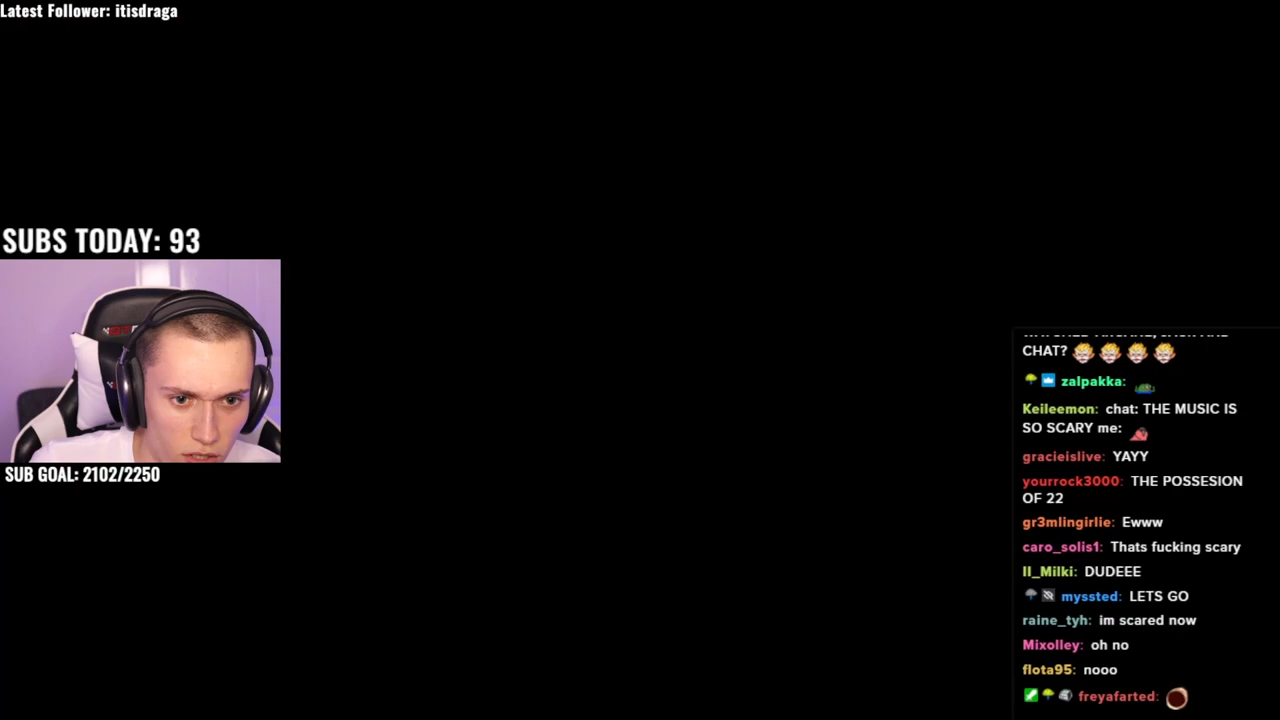 Latest Follower: itisdraga
SUBS TODAY: 93
SUB GOAL: 2102/2250
CHAT?
zalpakka:
Keileemon: chat: THE MUSIC IS
SO SCARY me:
gracieislive: YAYY
yourrock3000: THE POSSESION
OF 22
gr3mlingirlie: Ewww
caro_solis1: Thats fucking scary
Il_Milki: DUDEEE
myssted: LETS GO
raine_tyh: im scared now
Mixolley: oh no
flota95: nooo
freyafarted: